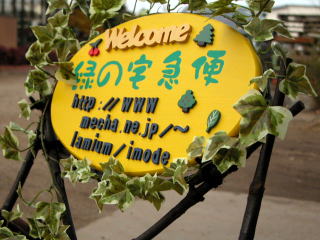 Welcome
緑の宅急便
http://www
mecha.ne.jp/~
lamium/imode